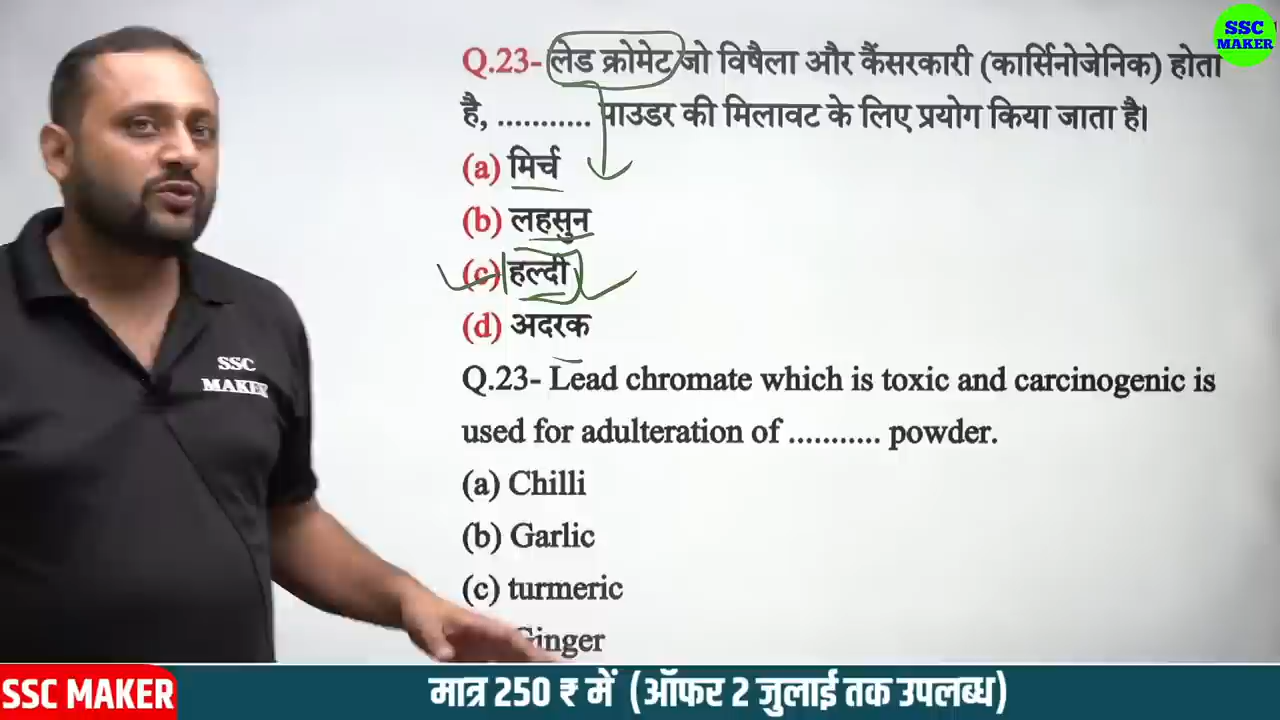 SSC
MAKER
Q.23- लेड क्रोमेट जो विषैला और कैंसरकारी (कार्सिनोजेनिक) होता
है, ........... पाउडर की मिलावट के लिए प्रयोग किया जाता है।
(a) मिर्च
(b) लहसुन
(c) हल्दी
(d) अदरक
Q.23- Lead chromate which is toxic and carcinogenic is
used for adulteration of ........... powder.
(a) Chilli
(b) Garlic
(c) turmeric
Ginger
SSC
MAKER
SSC MAKER
मात्र 250 ₹ में (ऑफर 2 जुलाई तक उपलब्ध)